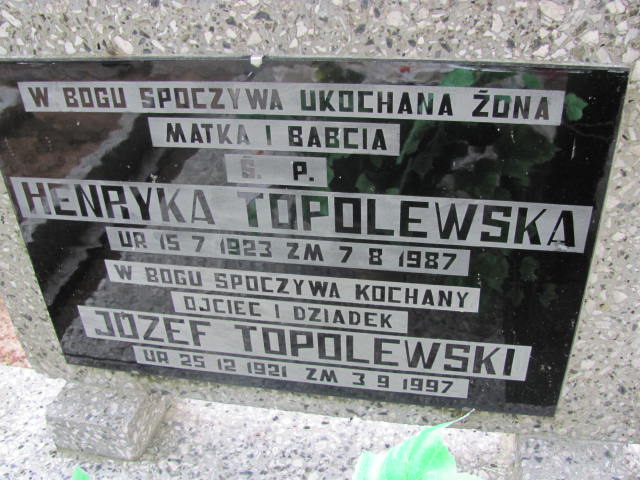 W BOGU SPOCZYWA UKOCHANA ŻONA
MATKA I BABCIA
Ś. P.
HENRYKA TOPOLEWSKA
UR 15 7 1923 ZM 7 8 1987
W BOGU SPOCZYWA KOCHANY
OJCIEC I DZIADEK
JÓZEF TOPOLEWSKI
UR 25 12 1921 ZM 3 9 1997